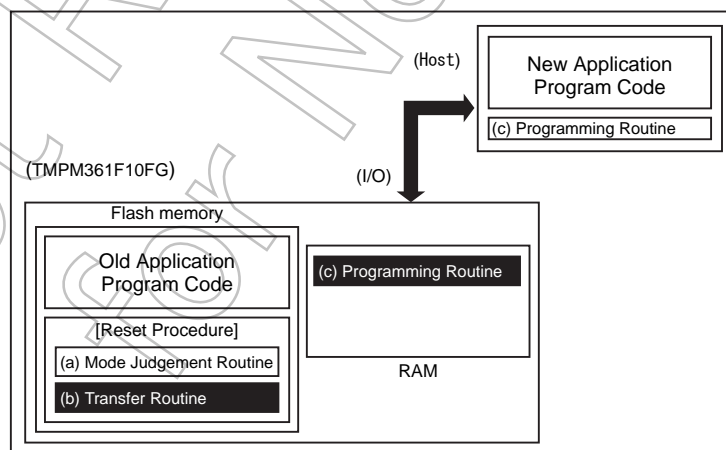 (Host)
New Application
Program Code
(c) Programming Routine
(TMPM361F10FG)
(I/O)
Flash memory
Old Application
Program Code
[Reset Procedure]
(a) Mode Judgement Routine
(b) Transfer Routine
(c) Programming Routine
RAM